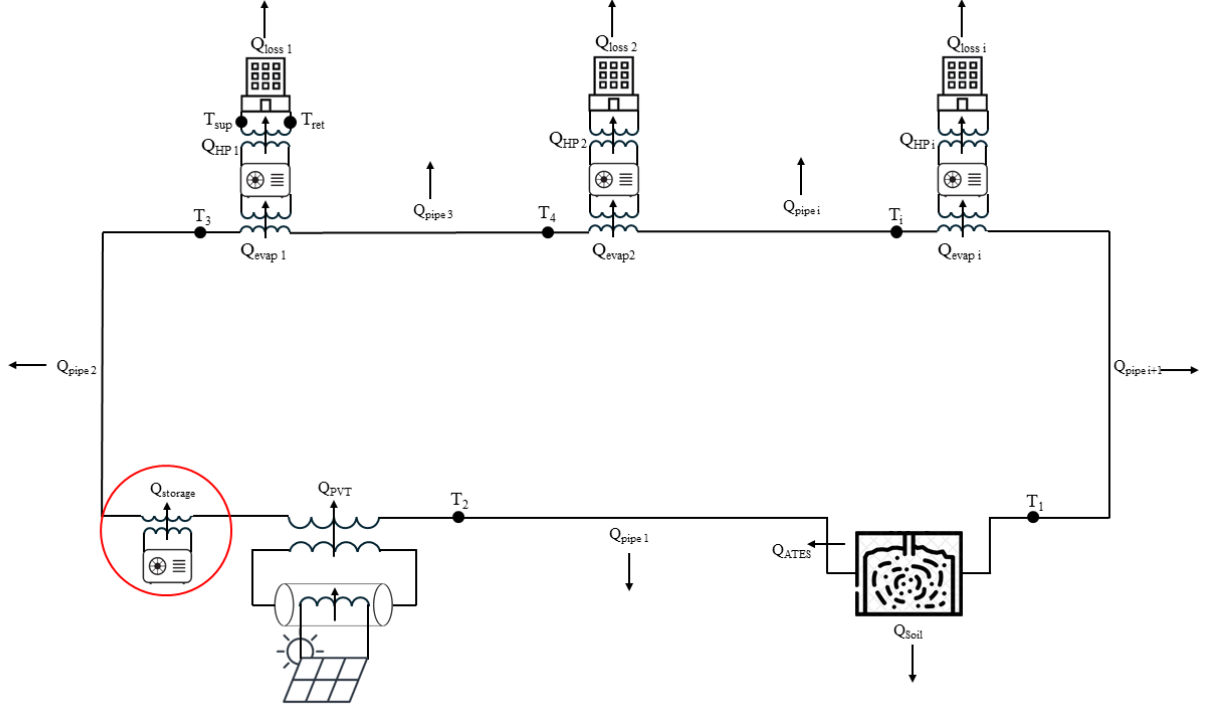 Qloss 1
Qloss 2
Qloss i
Tsup
Tret
QHP 1
QHP 2
QHP i
Qpipe 3
Qpipe i
T3
T4
Ti
Qevap 1
Qevap2
Qevap i
Qpipe 2
Qpipe i+1
Qstorage
QPVT
T2
T1
Qpipe 1
QATES
QSoil